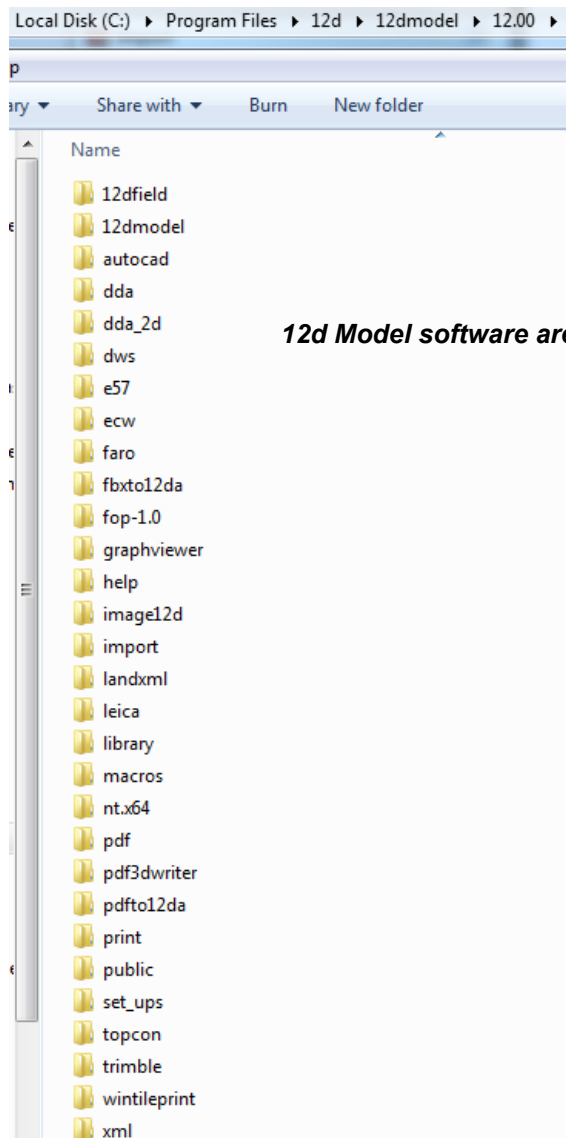 Local Disk (C:) ▸ Program Files ▸ 12d ▸ 12dmodel ▸ 12.00 ▸
Share with ▾ Burn New folder
Name
12dfield
12dmodel
autocad
dda
dda_2d
12d Model software are
dws
e57
ecw
faro
fbxto12da
fop-1.0
graphviewer
help
image12d
import
landxml
leica
library
macros
nt.x64
pdf
pdf3dwriter
pdfto12da
print
public
set_ups
topcon
trimble
wintileprint
xml